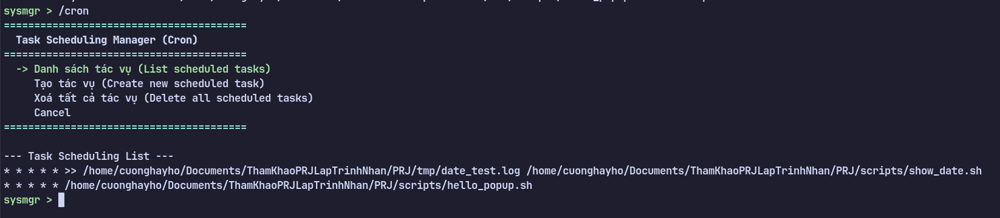 sysmgr > /cron
========================================
Task Scheduling Manager (Cron)
========================================
-> Danh sách tác vụ (List scheduled tasks)
Tạo tác vụ (Create new scheduled task)
Xoá tất cả tác vụ (Delete all scheduled tasks)
Cancel
========================================
--- Task Scheduling List ---
* * * * * >> /home/cuonghayho/Documents/ThamKhaoPRJLapTrinhNhan/PRJ/tmp/date_test.log /home/cuonghayho/Documents/ThamKhaoPRJLapTrinhNhan/PRJ/scripts/show_date.sh
* * * * * /home/cuonghayho/Documents/ThamKhaoPRJLapTrinhNhan/PRJ/scripts/hello_popup.sh
sysmgr >